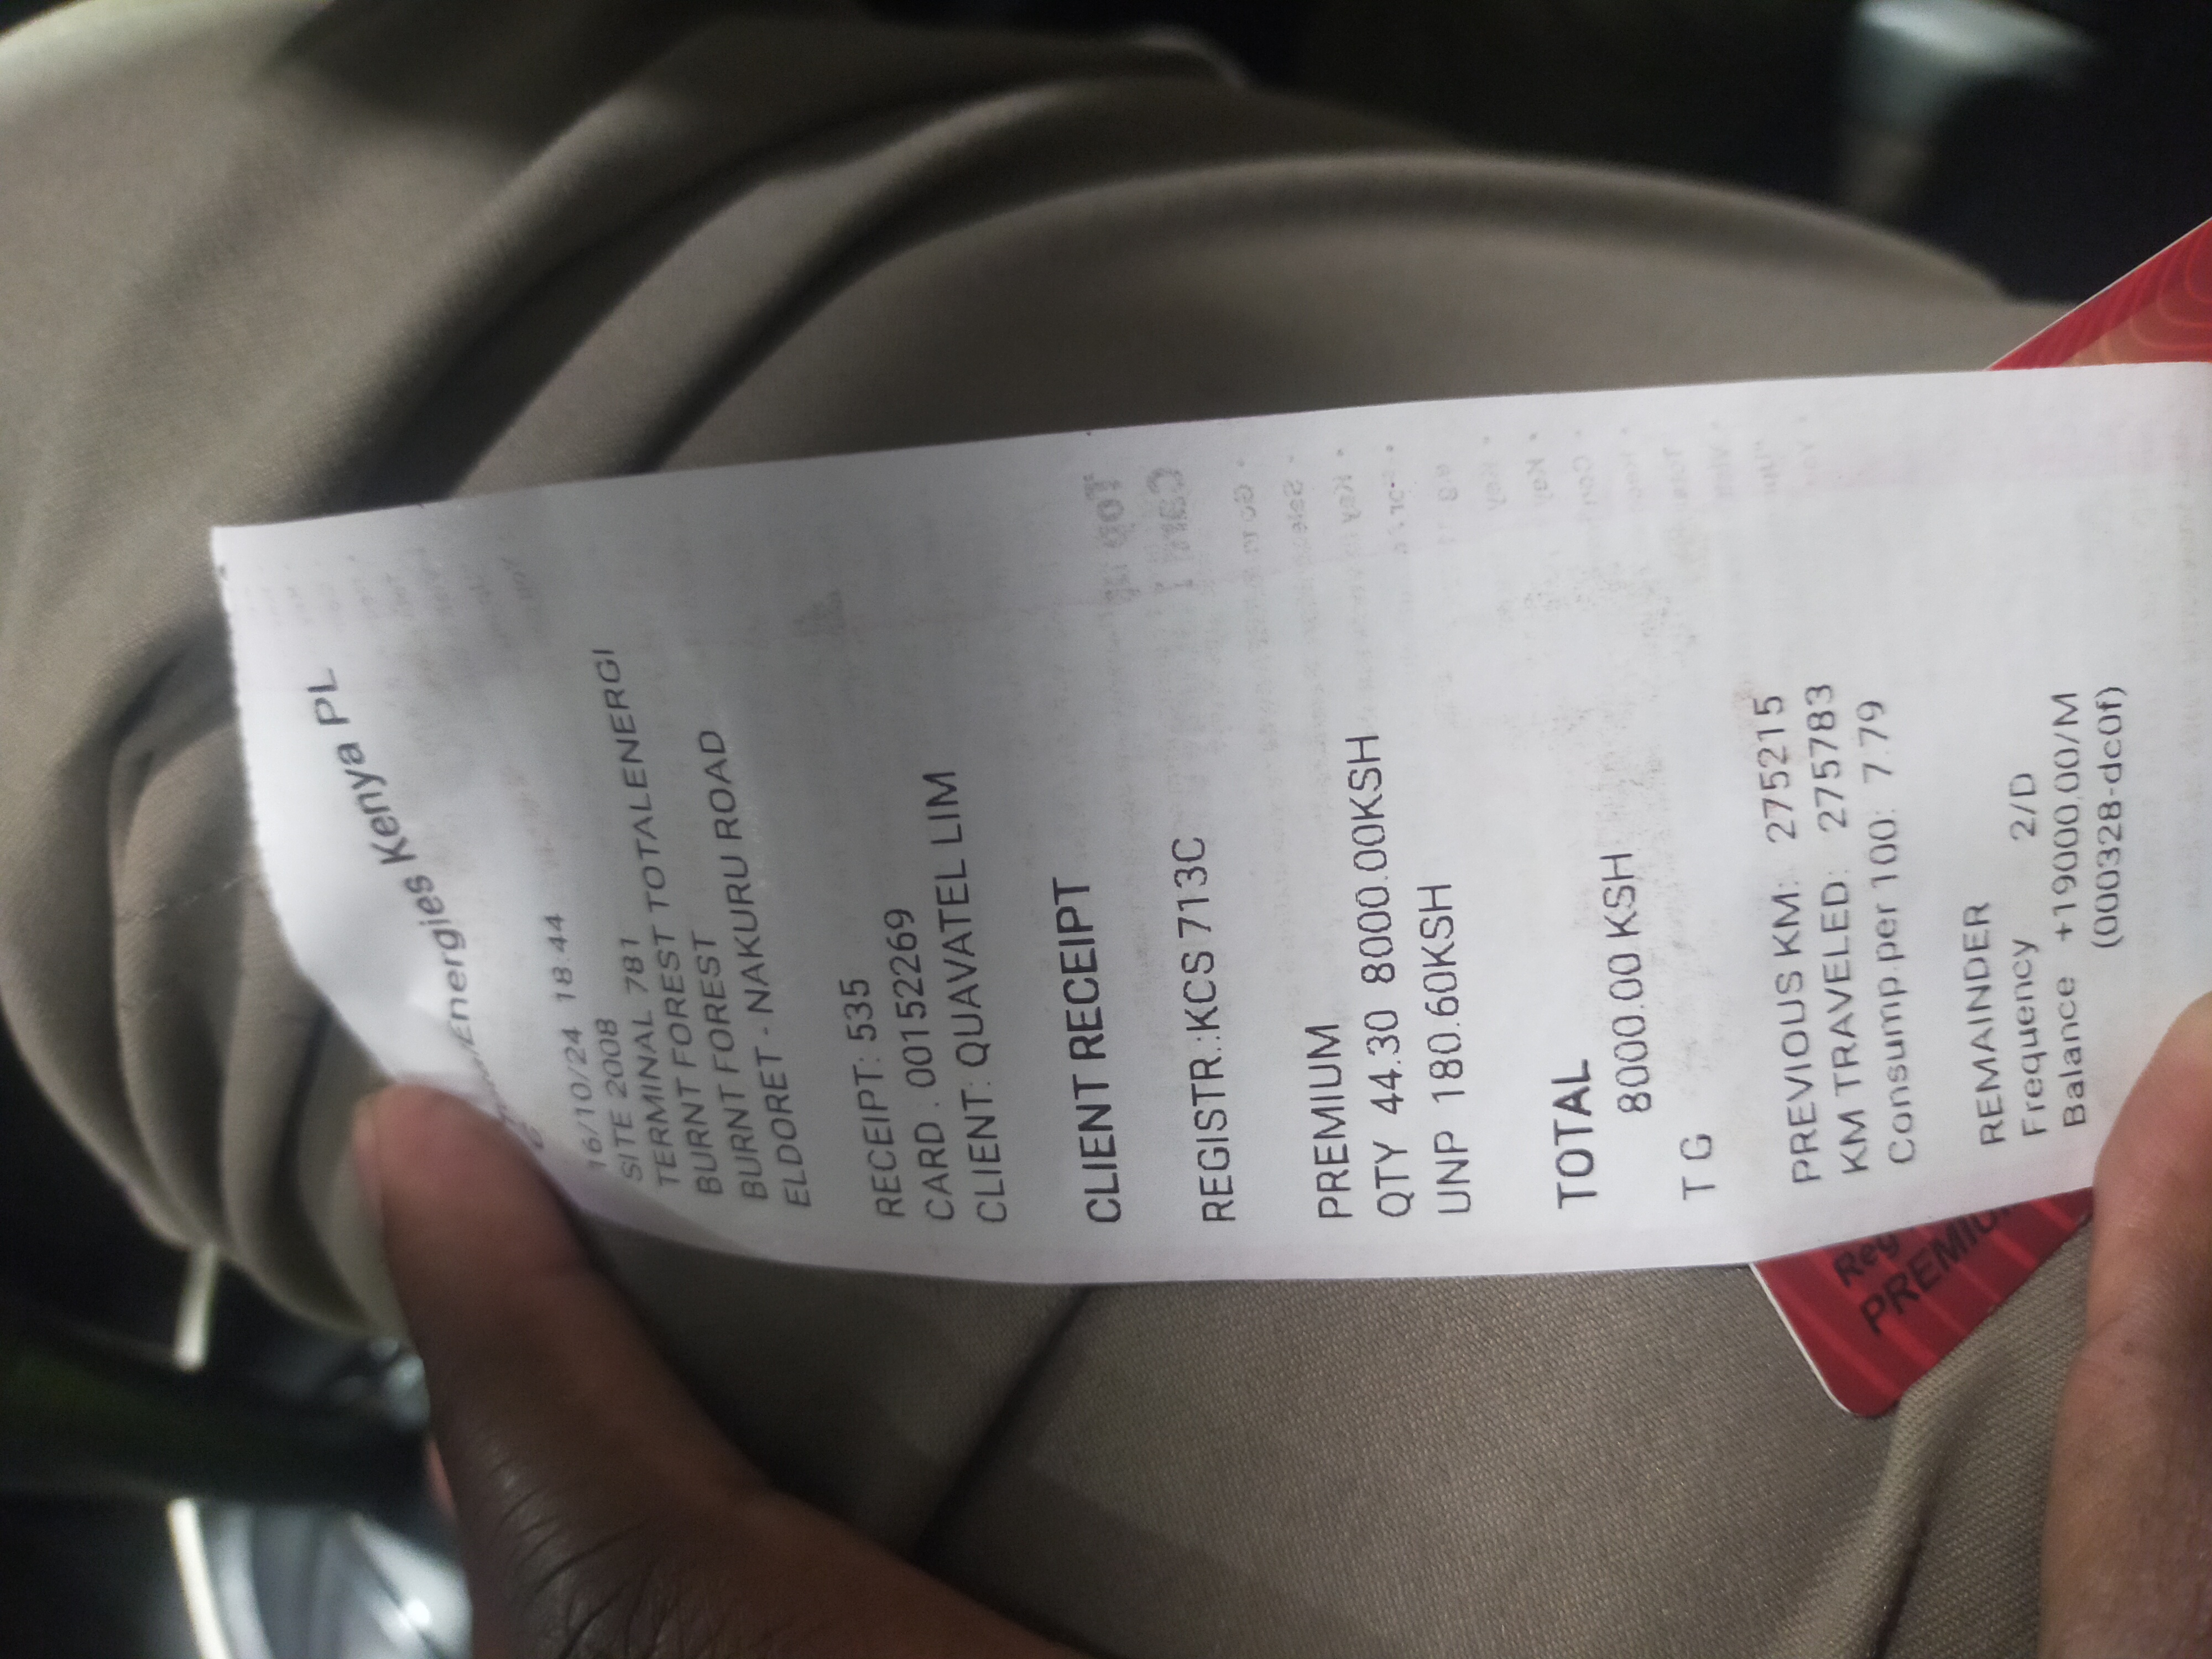 Energies Kenya PL
16/10/24 18:44
SITE 2008
TERMINAL 781
BURNT FOREST TOTALENERGI
BURNT FOREST
BURNT FOREST
ELDORET - NAKURU ROAD
RECEIPT: 535
CARD :00152269
CLIENT: QUAVATEL LIM
CLIENT RECEIPT
REGISTR.:KCS 713C
PREMIUM
QTY 44.30 8000.00KSH
UNP 180.60KSH
TOTAL
8000.00 KSH
T G
PREVIOUS KM: 275215
KM TRAVELED: 275783
Consump.per 100: 7.79
REMAINDER
Frequency 2/D
Balance +19000.00/M
(000328-dc0f)
Reg
PREMIU